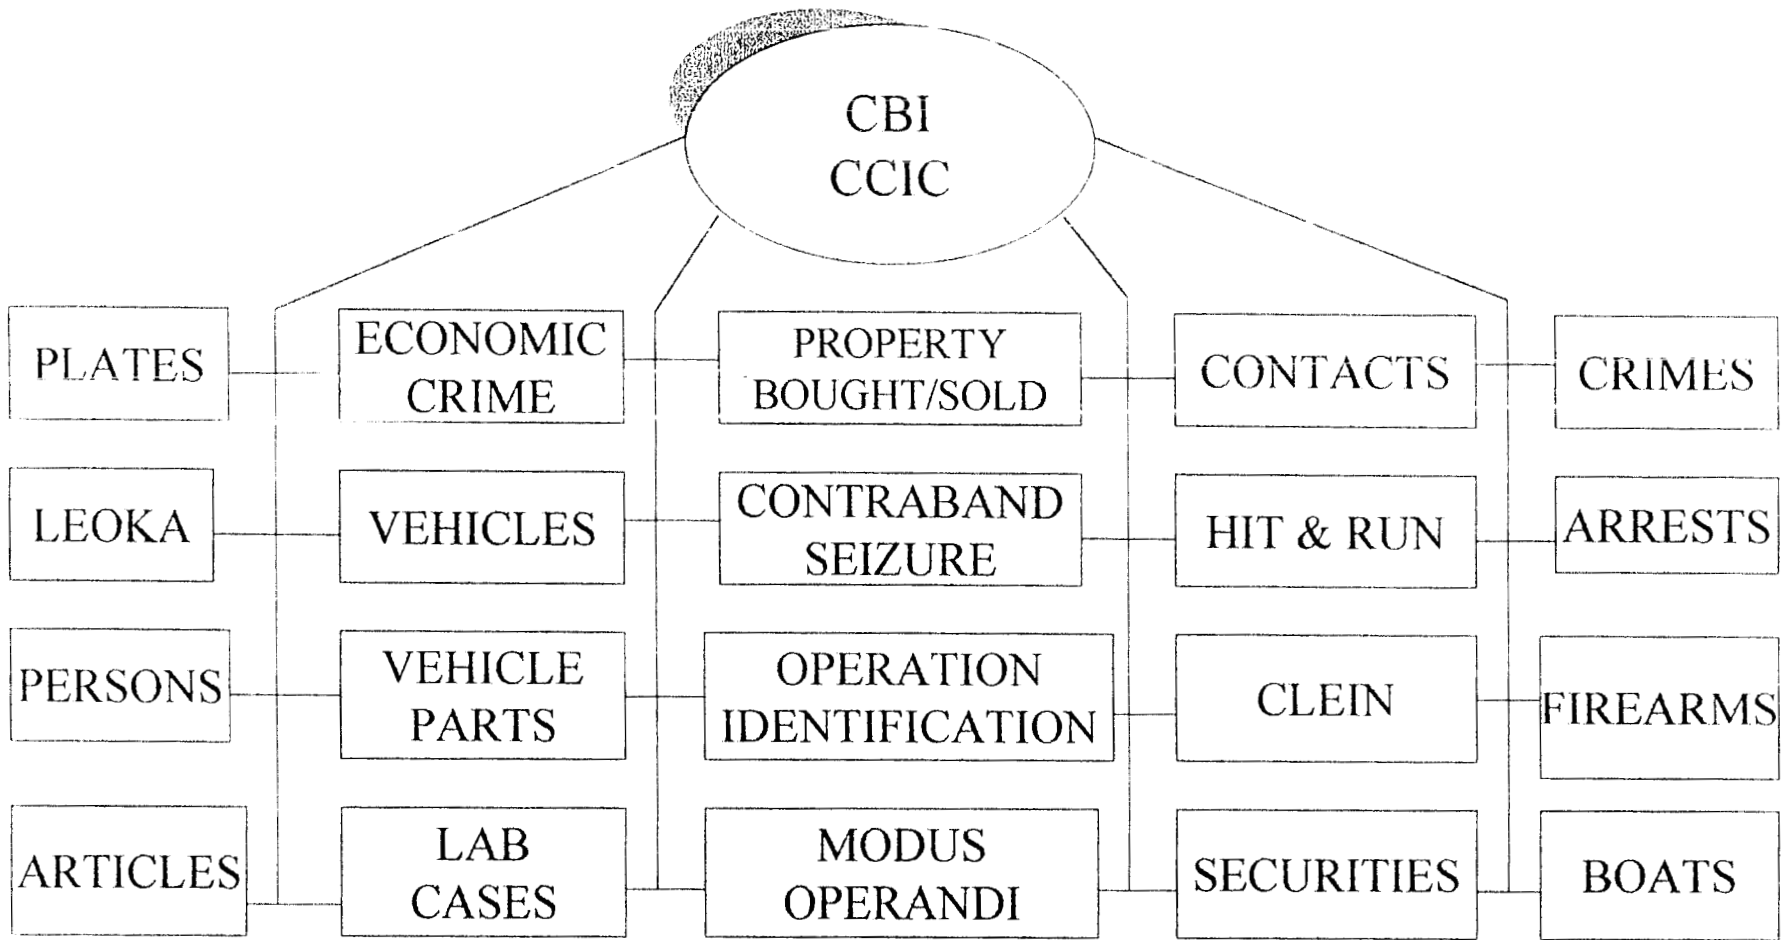 CBI
CCIC
PLATES
ECONOMIC
CRIME
PROPERTY
BOUGHT/SOLD
CONTACTS
CRIMES
LEOKA
VEHICLES
CONTRABAND
SEIZURE
HIT & RUN
ARRESTS
PERSONS
VEHICLE
PARTS
OPERATION
IDENTIFICATION
CLEIN
FIREARMS
ARTICLES
LAB
CASES
MODUS
OPERANDI
SECURITIES
BOATS